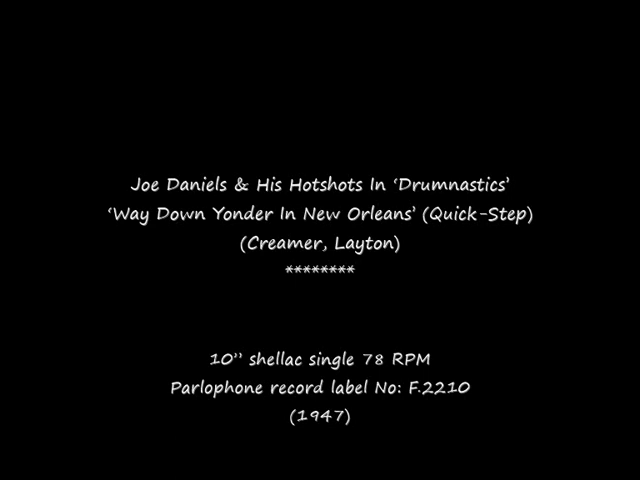 Joe Daniels & His Hotshots In ‘Drumnastics’
‘Way Down Yonder In New Orleans’ (Quick-Step)
(Creamer, Layton)
********
10” shellac single 78 RPM
Parlophone record label No: F.2210
(1947)